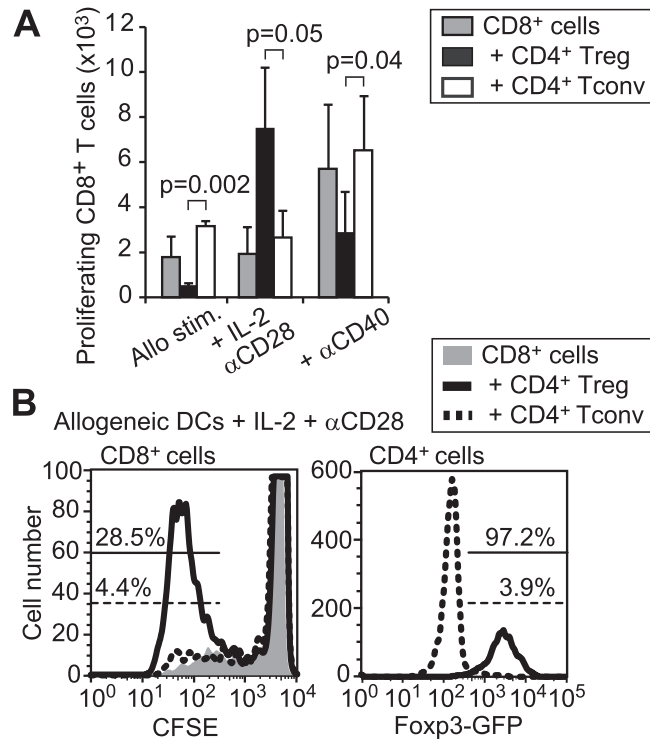 A
Proliferating CD8⁺ T cells (x10³)
12
10
8
6
4
2
0
p=0.002
p=0.05
p=0.04
Allo stim.
+ IL-2
αCD28
+ αCD40
CD8⁺ cells
+ CD4⁺ Treg
+ CD4⁺ Tconv
CD8⁺ cells
+ CD4⁺ Treg
+ CD4⁺ Tconv
B
Allogeneic DCs + IL-2 + αCD28
CD8⁺ cells
Cell number
100
80
60
40
20
0
28.5%
4.4%
10⁰ 10¹ 10² 10³ 10⁴
CFSE
CD4⁺ cells
600
400
200
0
97.2%
3.9%
10⁰ 10¹ 10² 10³ 10⁴ 10⁵
Foxp3-GFP